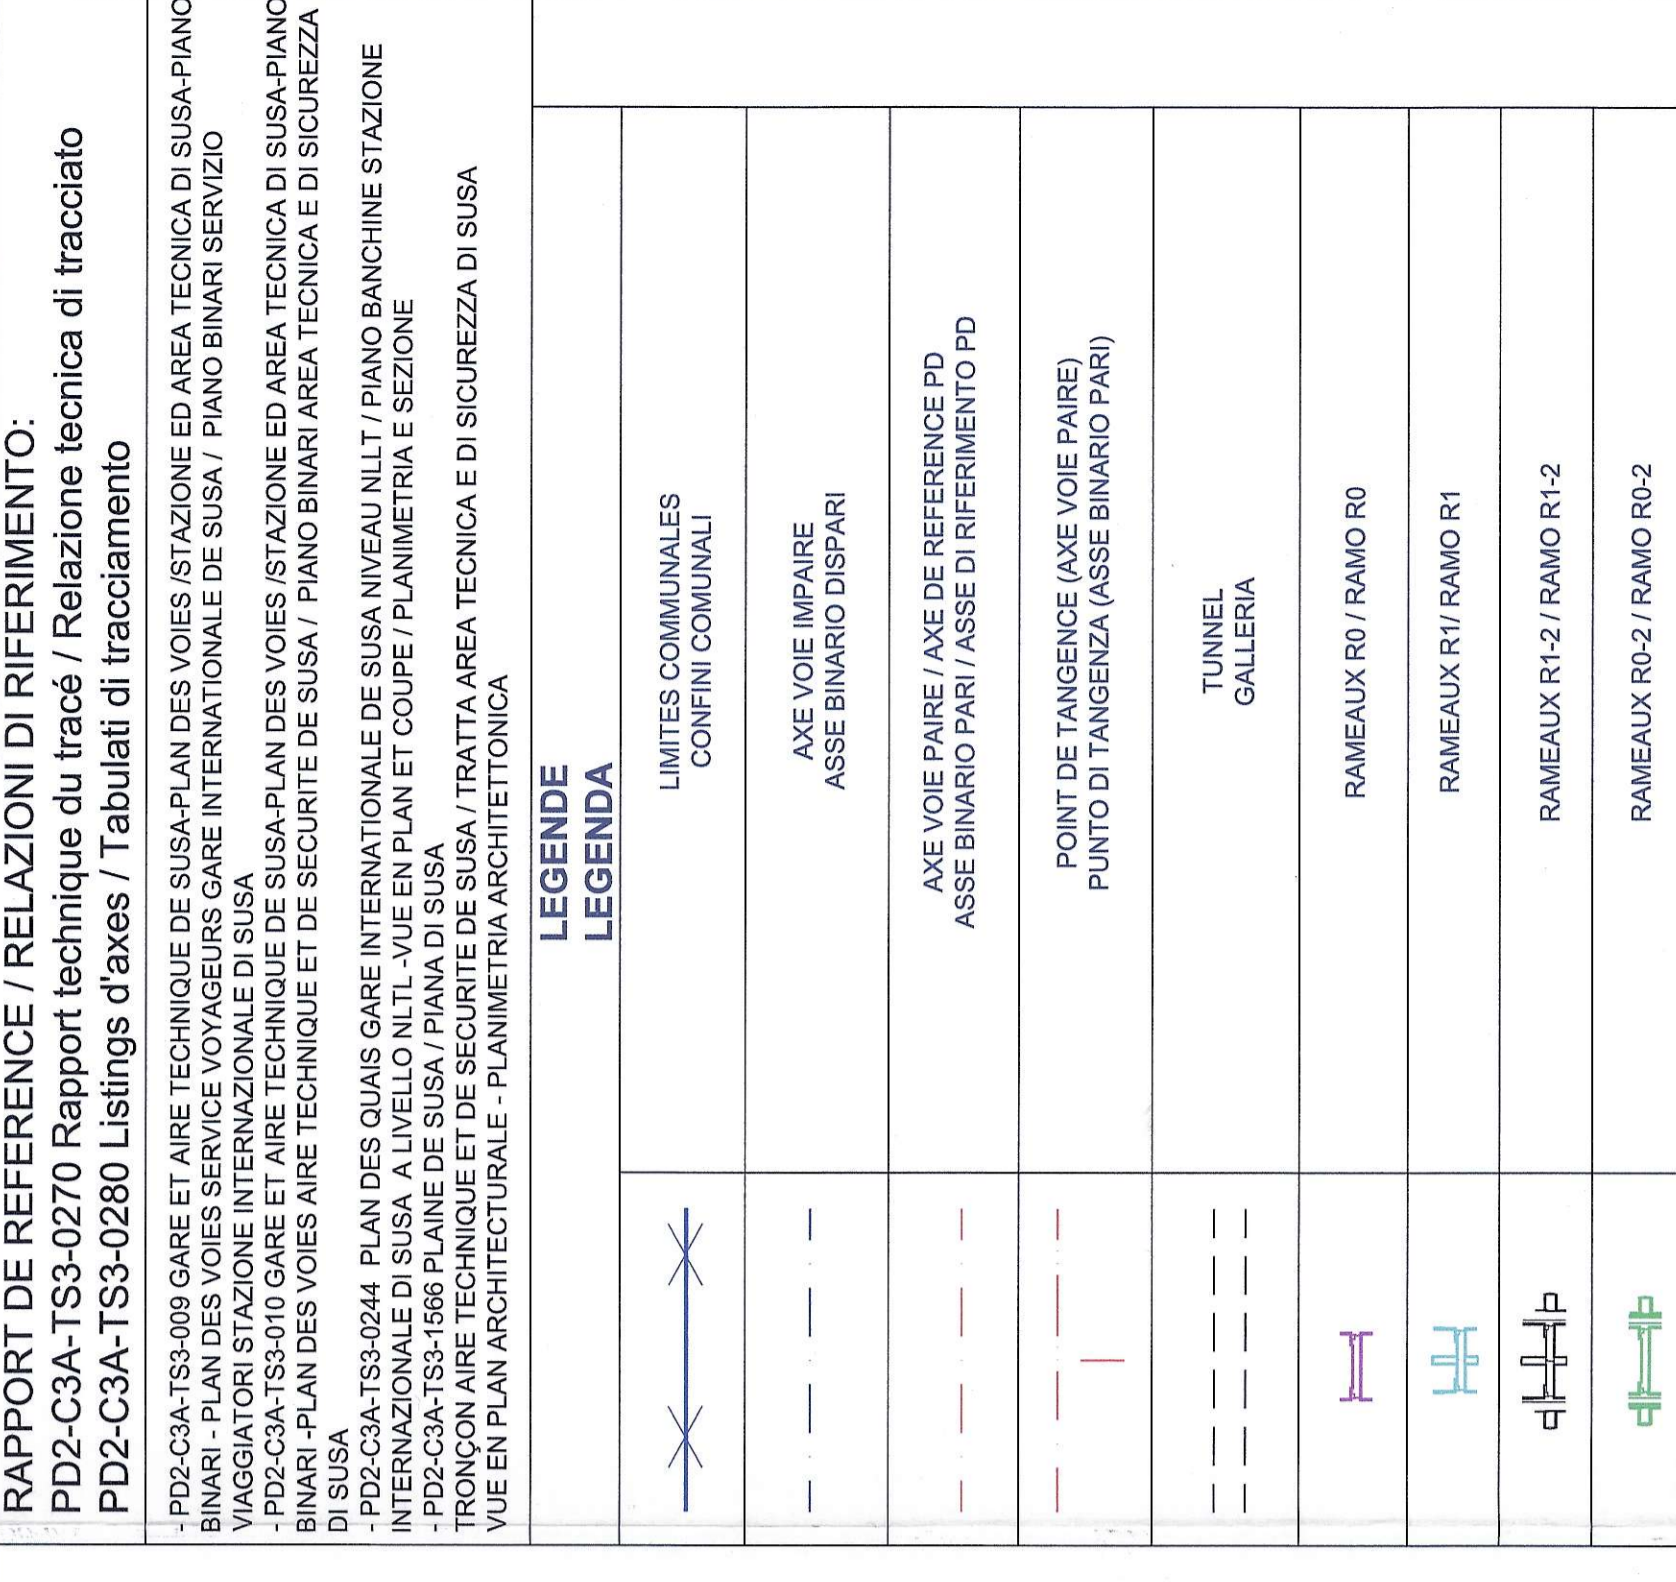 RAPPORT DE REFERENCE / RELAZIONI DI RIFERIMENTO:
PD2-C3A-TS3-0270 Rapport technique du tracé / Relazione tecnica di tracciato
PD2-C3A-TS3-0280 Listings d'axes / Tabulati di tracciamento
- PD2-C3A-TS3-009 GARE ET AIRE TECHNIQUE DE SUSA-PLAN DES VOIES /STAZIONE ED AREA TECNICA DI SUSA-PIANO
BINARI - PLAN DES VOIES SERVICE VOYAGEURS GARE INTERNATIONALE DE SUSA / PIANO BINARI SERVIZIO
VIAGGIATORI STAZIONE INTERNAZIONALE DI SUSA
- PD2-C3A-TS3-010 GARE ET AIRE TECHNIQUE DE SUSA-PLAN DES VOIES /STAZIONE ED AREA TECNICA DI SUSA-PIANO
BINARI -PLAN DES VOIES AIRE TECHNIQUE ET DE SECURITE DE SUSA / PIANO BINARI AREA TECNICA E DI SICUREZZA
DI SUSA
- PD2-C3A-TS3-0244 PLAN DES QUAIS GARE INTERNATIONALE DE SUSA NIVEAU NLLT / PIANO BANCHINE STAZIONE
INTERNAZIONALE DI SUSA A LIVELLO NLTL -VUE EN PLAN ET COUPE / PLANIMETRIA E SEZIONE
- PD2-C3A-TS3-1566 PLAINE DE SUSA / PIANA DI SUSA
TRONÇON AIRE TECHNIQUE ET DE SECURITE DE SUSA / TRATTA AREA TECNICA E DI SICUREZZA DI SUSA
VUE EN PLAN ARCHITECTURALE - PLANIMETRIA ARCHITETTONICA
LEGENDE
LEGENDA
LIMITES COMMUNALES
CONFINI COMUNALI
AXE VOIE IMPAIRE
ASSE BINARIO DISPARI
AXE VOIE PAIRE / AXE DE REFERENCE PD
ASSE BINARIO PARI / ASSE DI RIFERIMENTO PD
POINT DE TANGENCE (AXE VOIE PAIRE)
PUNTO DI TANGENZA (ASSE BINARIO PARI)
TUNNEL
GALLERIA
RAMEAUX R0 / RAMO R0
RAMEAUX R1/ RAMO R1
RAMEAUX R1-2 / RAMO R1-2
RAMEAUX R0-2 / RAMO R0-2